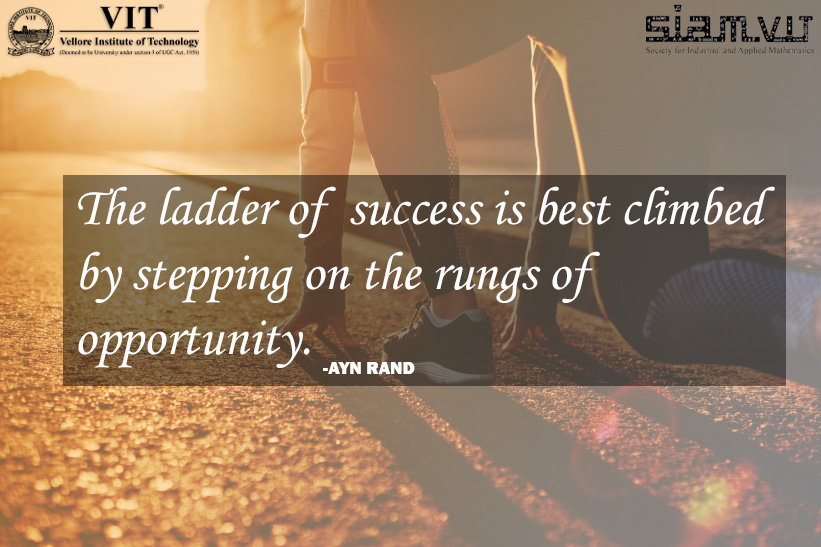 VIT®
Vellore Institute of Technology
(Deemed to be University under section 3 of UGC Act, 1956)
siam.vit
Society for Industrial and Applied Mathematics
The ladder of success is best climbed
by stepping on the rungs of
opportunity.
-AYN RAND